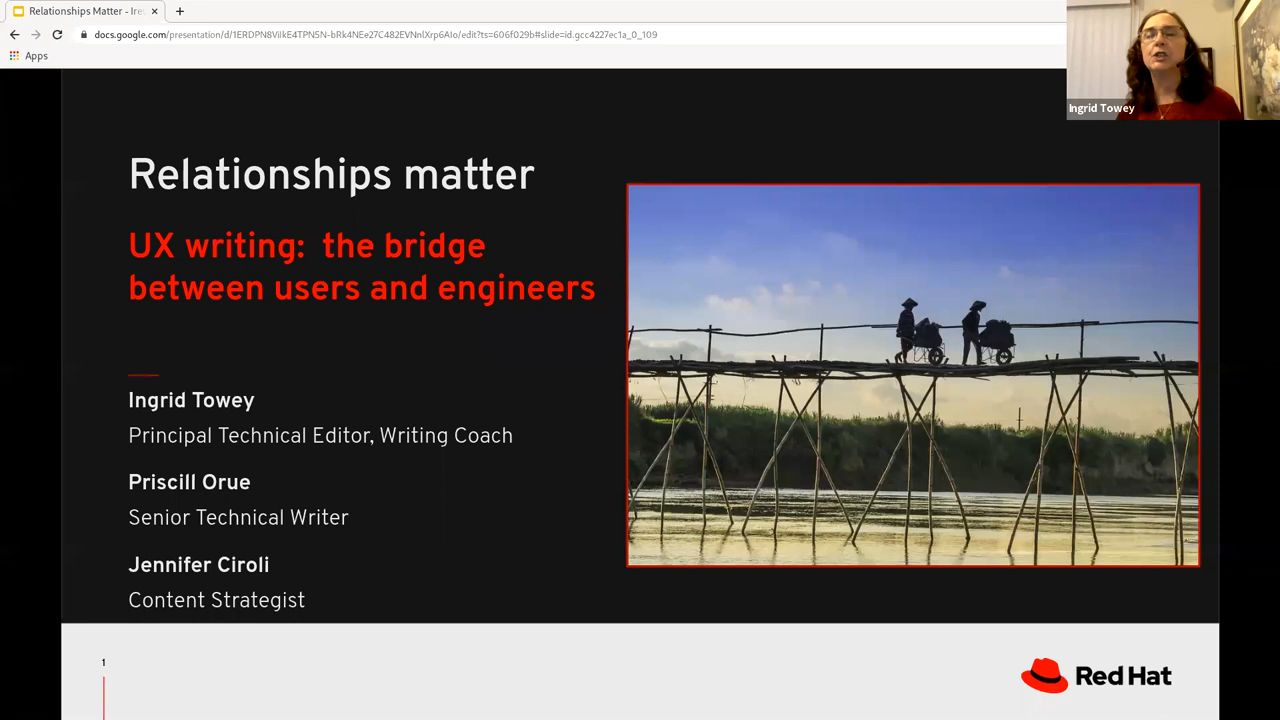 Relationships Matter - Ire
docs.google.com/presentation/d/1ERDPN8ViIkE4TPN5N-bRk4NEe27C482EVNnlXrp6AIo/edit?ts=606f029b#slide=id.gcc4227ec1a_0_109
Apps
Ingrid Towey
Relationships matter
UX writing: the bridge
between users and engineers
Ingrid Towey
Principal Technical Editor, Writing Coach
Priscill Orue
Senior Technical Writer
Jennifer Ciroli
Content Strategist
1
Red Hat